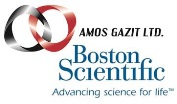 AMOS GAZIT LTD.
Boston
Scientific
Advancing science for life™